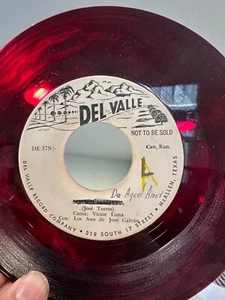 DEL VALLE
NOT TO BE SOLD
DE-379-
Can, Ran.
A
De Aquel Amor
(José Torres)
Canta: Victor Llona
Con: Los Ases de José Galván
DEL VALLE RECORD COMPANY • 319 SOUTH 17 STREET • McALLEN, TEXAS